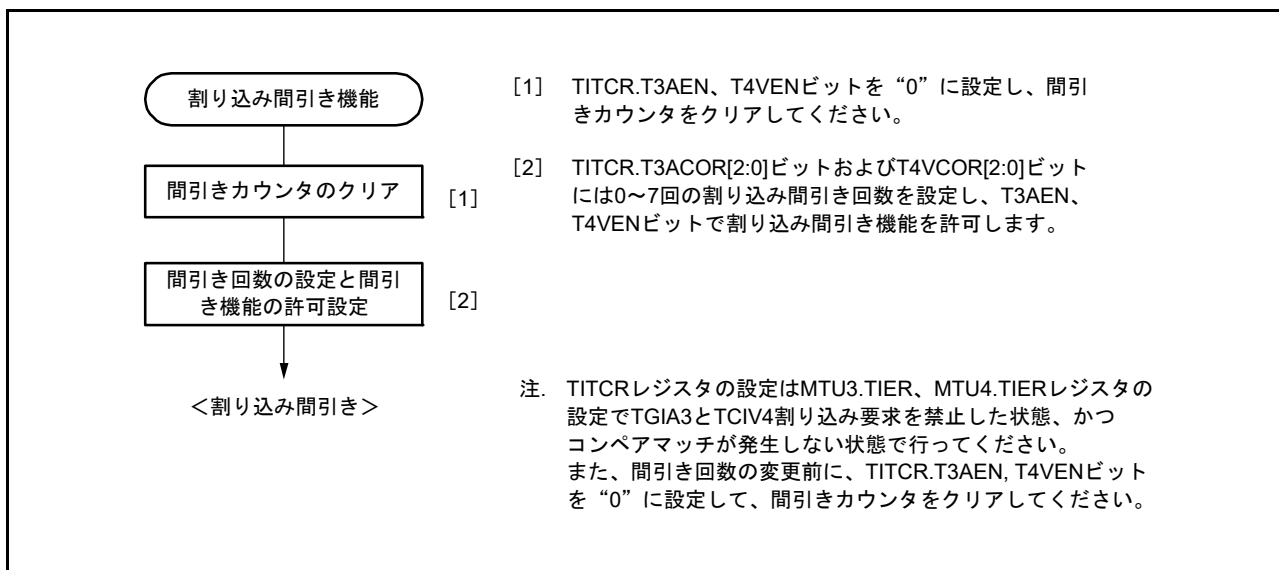 割り込み間引き機能
間引きカウンタのクリア
[1]
間引き回数の設定と間引
き機能の許可設定
[2]
＜割り込み間引き＞
[1] TITCR.T3AEN、T4VENビットを“0”に設定し、間引
きカウンタをクリアしてください。
[2] TITCR.T3ACOR[2:0]ビットおよびT4VCOR[2:0]ビット
には0～7回の割り込み間引き回数を設定し、T3AEN、
T4VENビットで割り込み間引き機能を許可します。
注. TITCRレジスタの設定はMTU3.TIER、MTU4.TIERレジスタの
設定でTGIA3とTCIV4割り込み要求を禁止した状態、かつ
コンペアマッチが発生しない状態で行ってください。
また、間引き回数の変更前に、TITCR.T3AEN, T4VENビット
を“0”に設定して、間引きカウンタをクリアしてください。